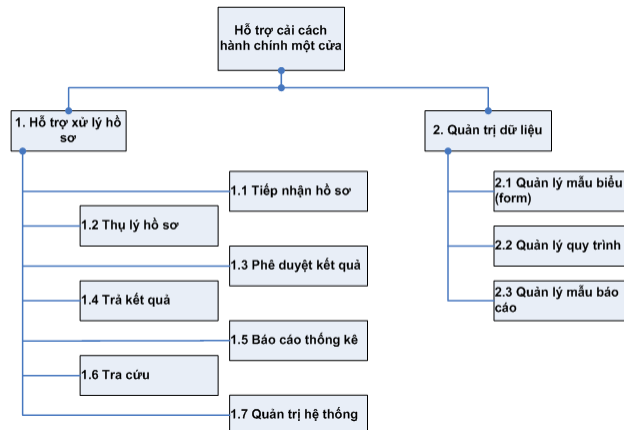 Hỗ trợ cải cách
hành chính một cửa
1. Hỗ trợ xử lý hồ
sơ
2. Quản trị dữ liệu
1.1 Tiếp nhận hồ sơ
1.2 Thụ lý hồ sơ
1.3 Phê duyệt kết quả
1.4 Trả kết quả
1.5 Báo cáo thống kê
1.6 Tra cứu
1.7 Quản trị hệ thống
2.1 Quản lý mẫu biểu
(form)
2.2 Quản lý quy trình
2.3 Quản lý mẫu báo
cáo